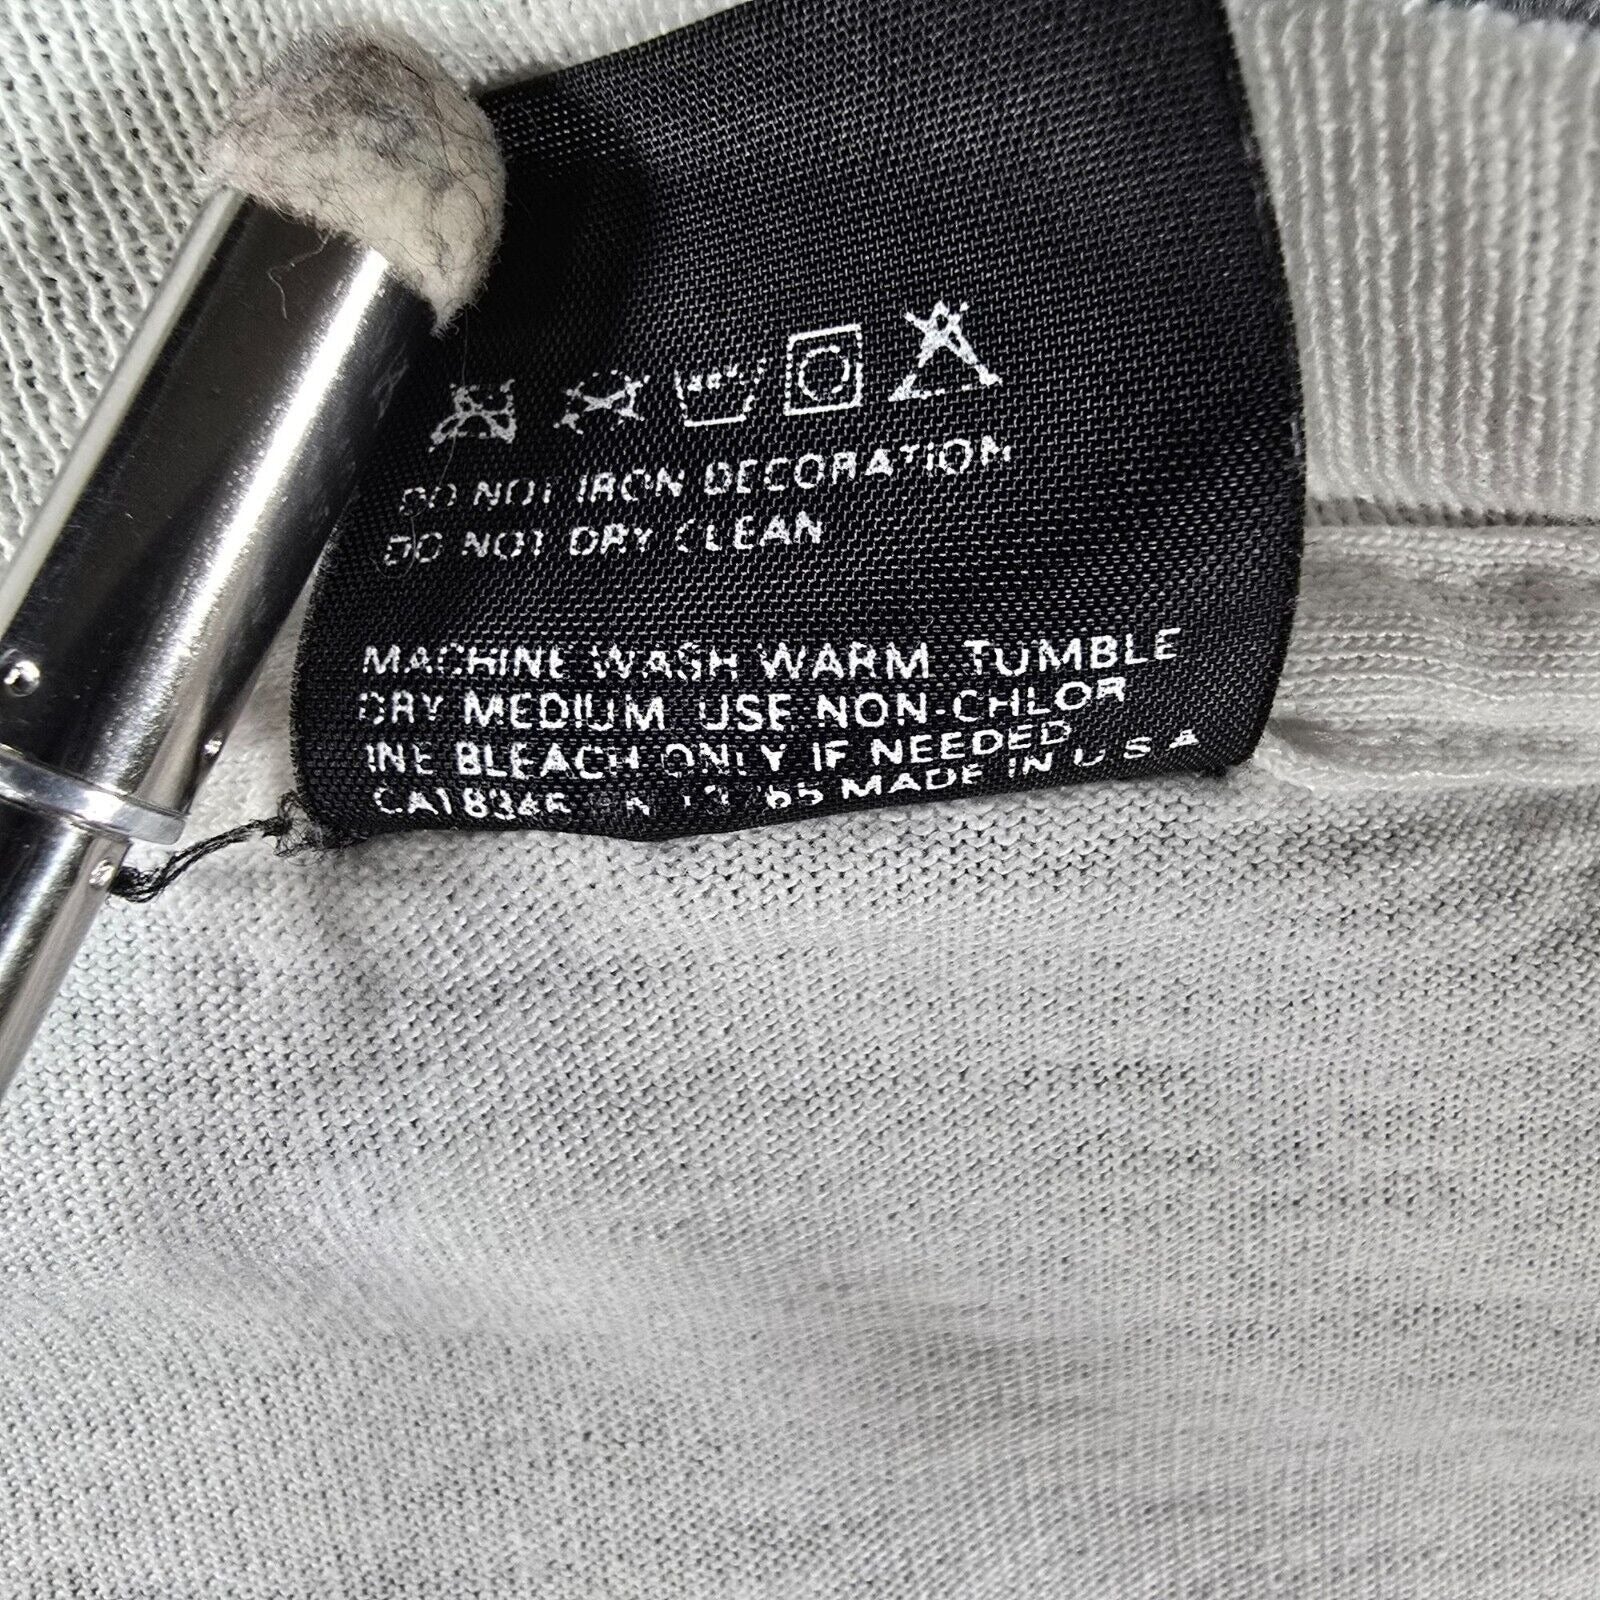 DO NOT IRON DECORATION
DO NOT DRY CLEAN
MACHINE WASH WARM TUMBLE
DRY MEDIUM USE NON-CHLOR
INE BLEACH ONLY IF NEEDED
MADE IN U S A